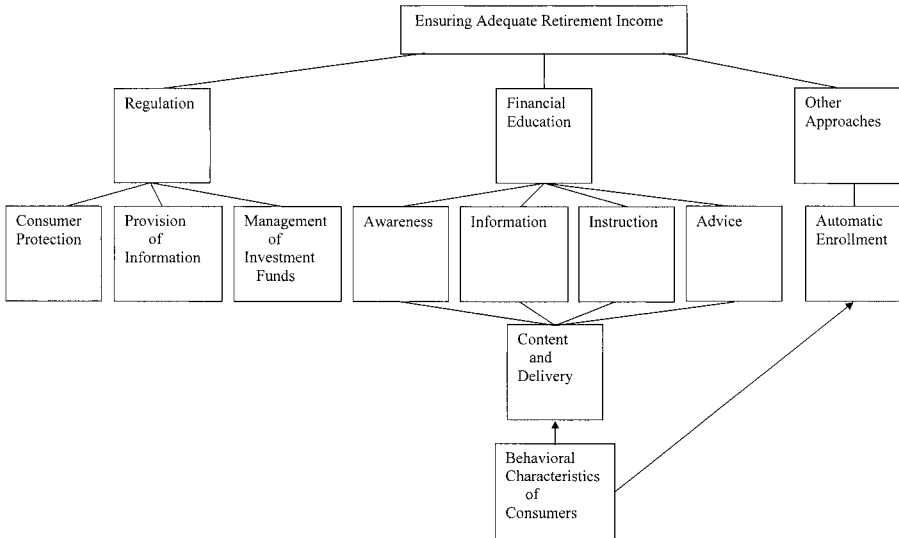 Ensuring Adequate Retirement Income
Regulation
Financial
Education
Other
Approaches
Consumer
Protection
Provision
of
Information
Management
of
Investment
Funds
Awareness
Information
Instruction
Advice
Automatic
Enrollment
Content
and
Delivery
Behavioral
Characteristics
of
Consumers